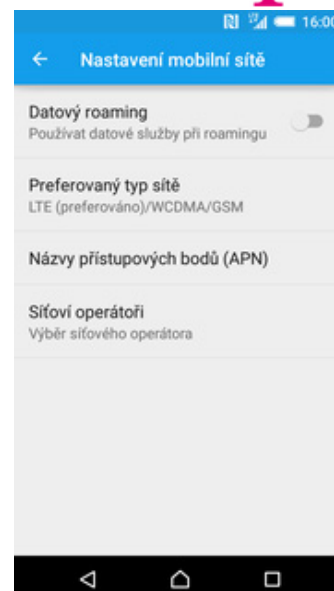 16:00
Nastavení mobilní sítě
Datový roaming
Používat datové služby při roamingu
Preferovaný typ sítě
LTE (preferováno)/WCDMA/GSM
Názvy přístupových bodů (APN)
Síťoví operátoři
Výběr síťového operátora